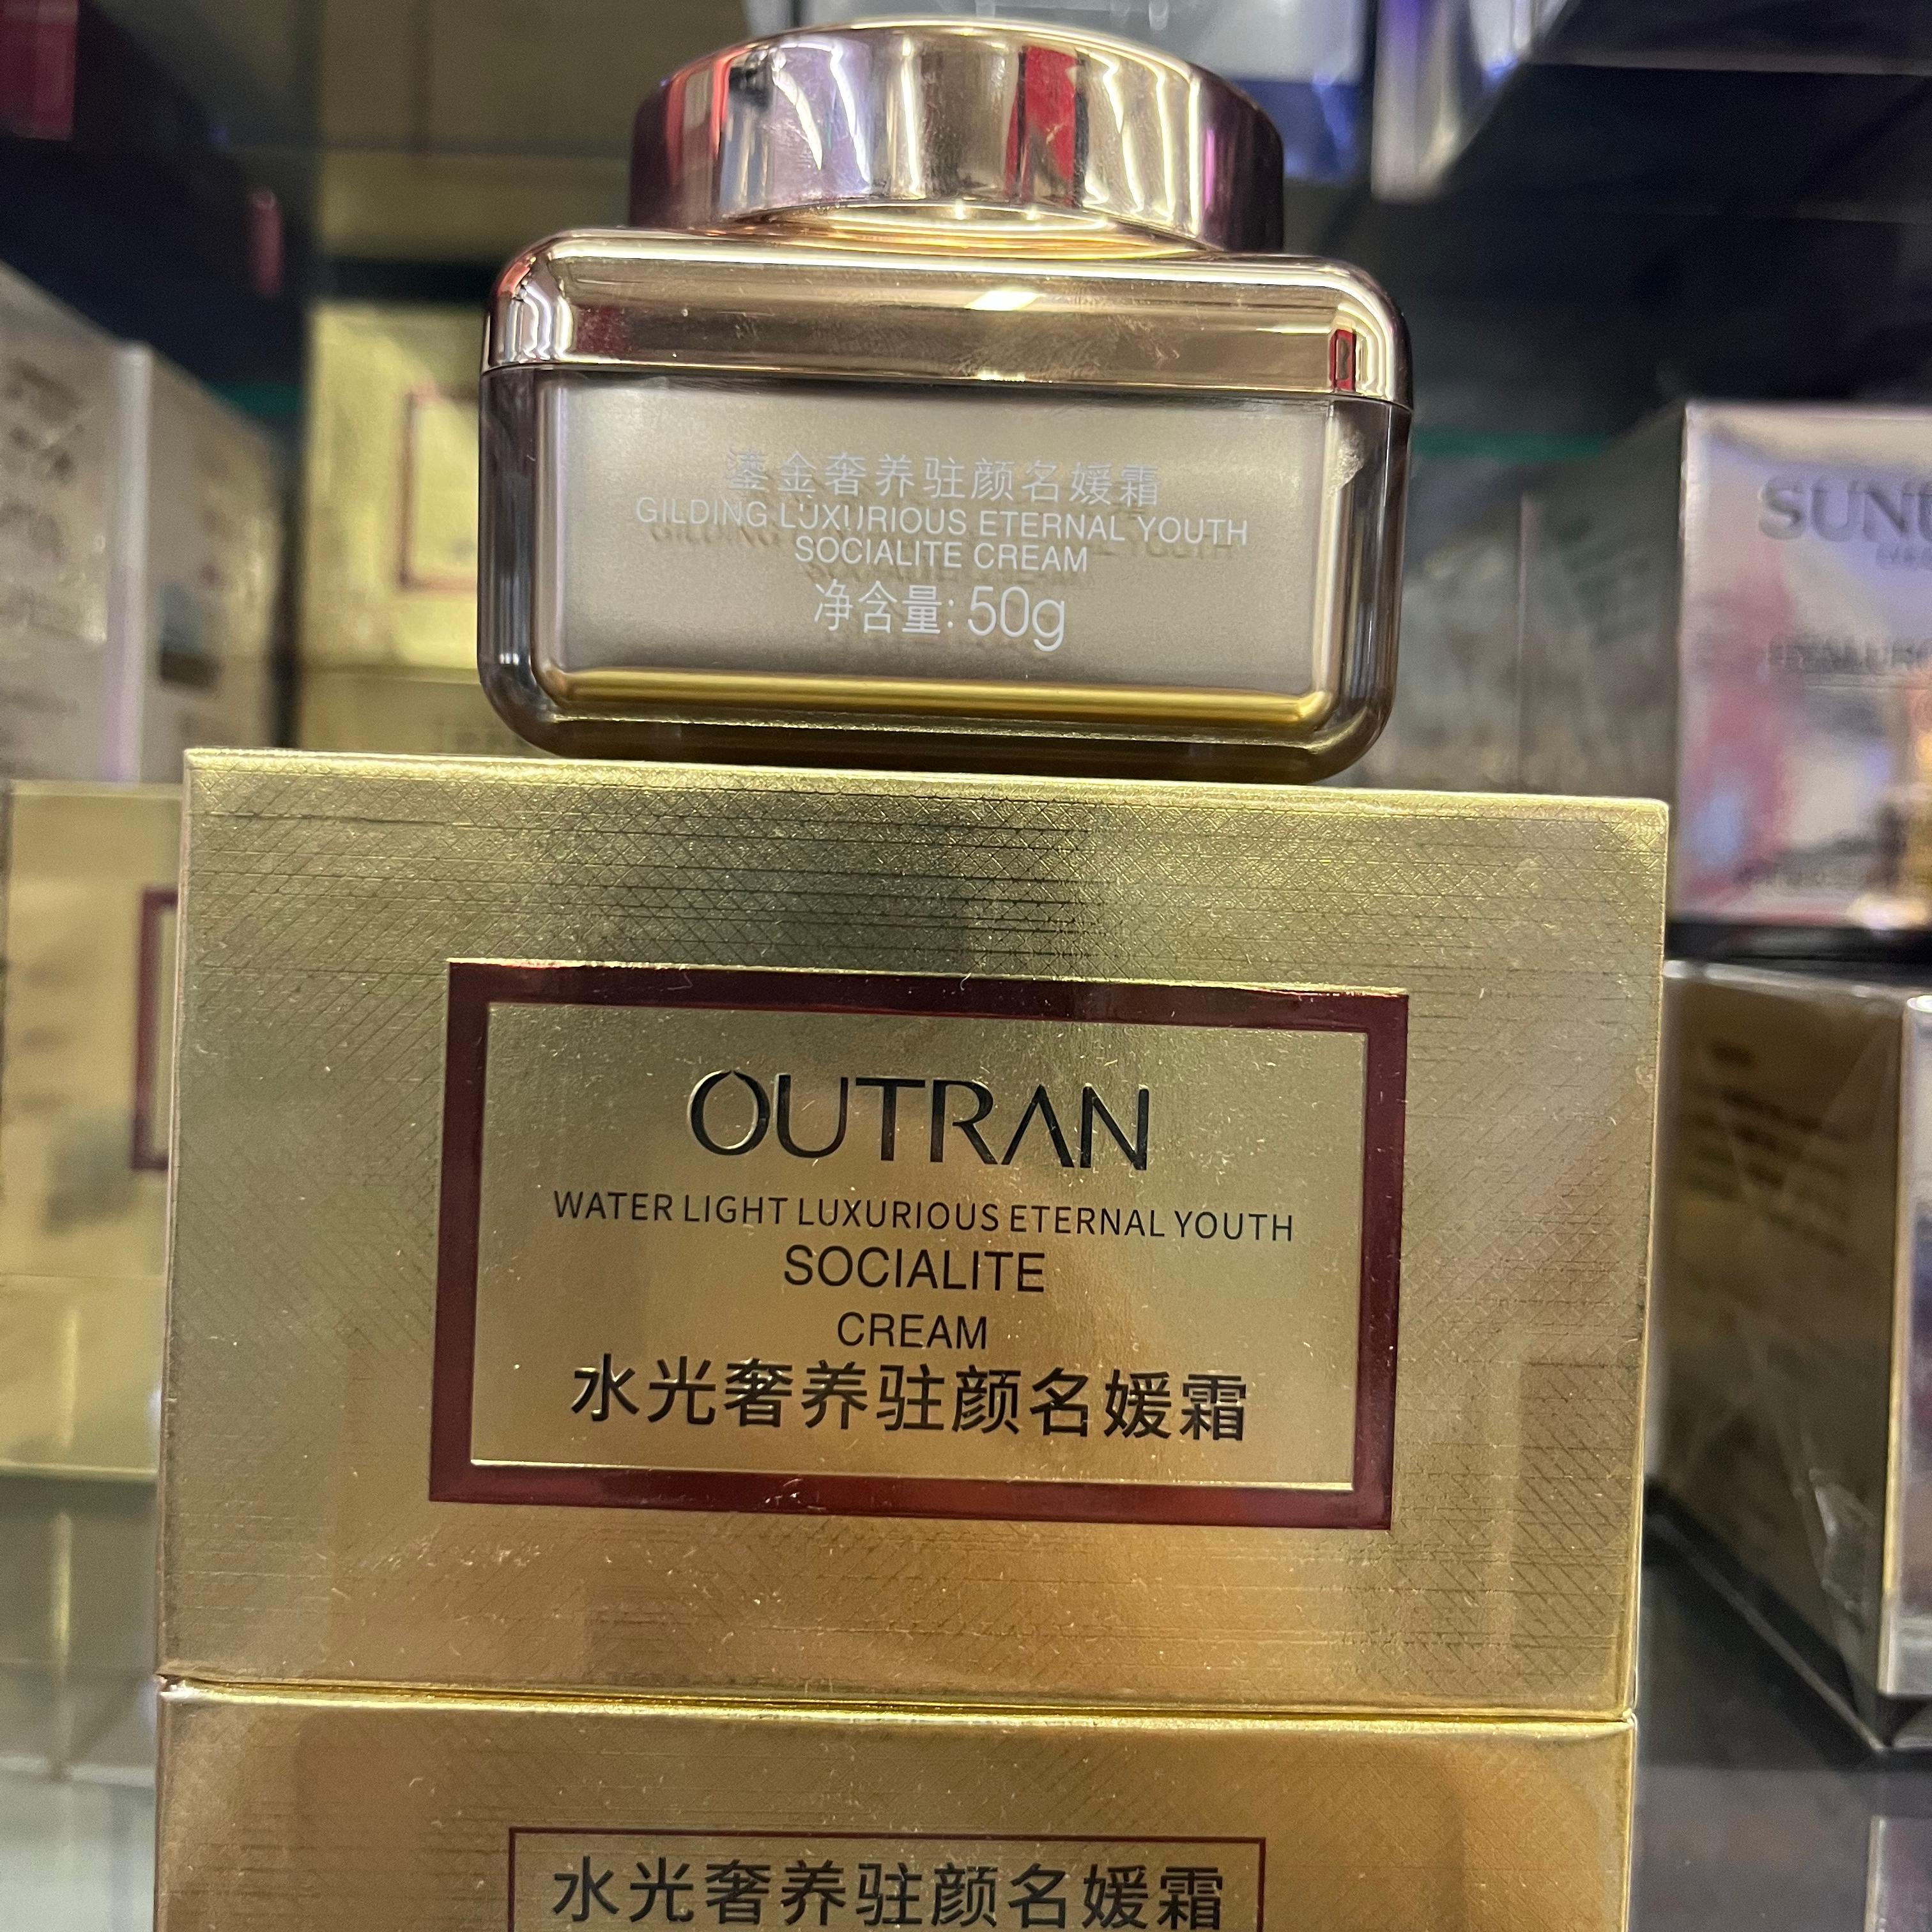 鎏金奢养驻颜名媛霜
GILDING LUXURIOUS ETERNAL YOUTH
SOCIALITE CREAM
净含量: 50g
SUN
OUTRAN
WATER LIGHT LUXURIOUS ETERNAL YOUTH
SOCIALITE
CREAM
水光奢养驻颜名媛霜
水光奢养驻颜名媛霜